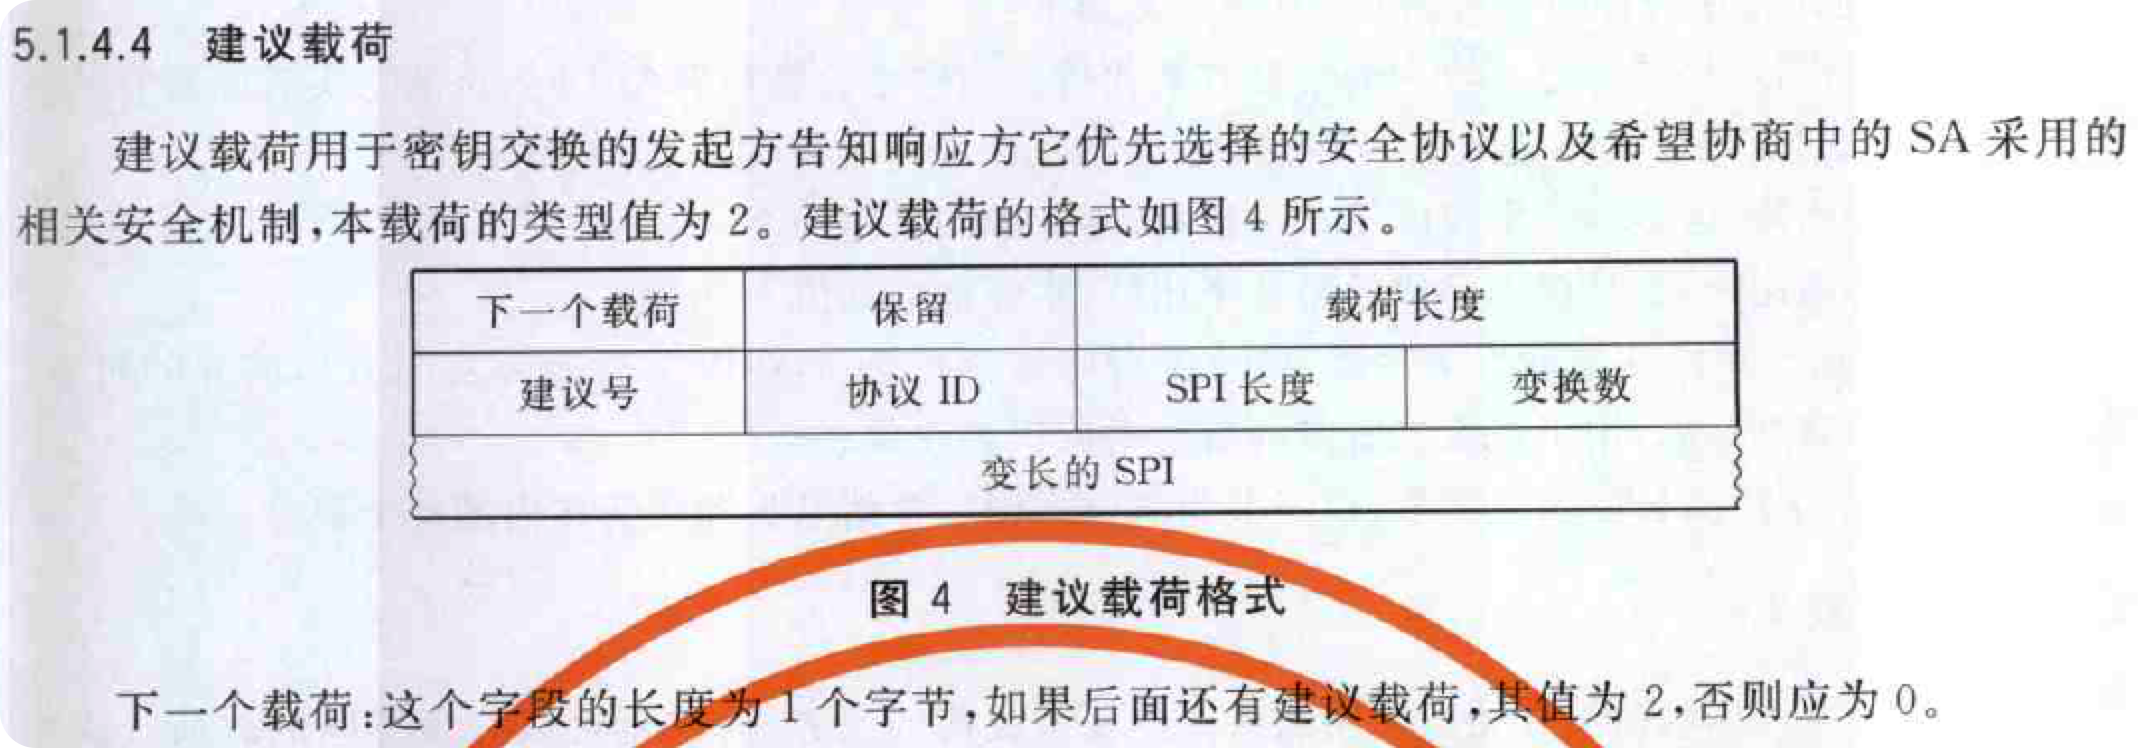 5.1.4.4 建议载荷
建议载荷用于密钥交换的发起方告知响应方它优先选择的安全协议以及希望协商中的 SA 采用的
相关安全机制,本载荷的类型值为 2。建议载荷的格式如图 4 所示。
下一个载荷 保留 载荷长度
建议号 协议 ID SPI 长度 变换数
变长的 SPI
图 4 建议载荷格式
下一个载荷:这个字段的长度为 1 个字节,如果后面还有建议载荷,其值为 2,否则应为 0。